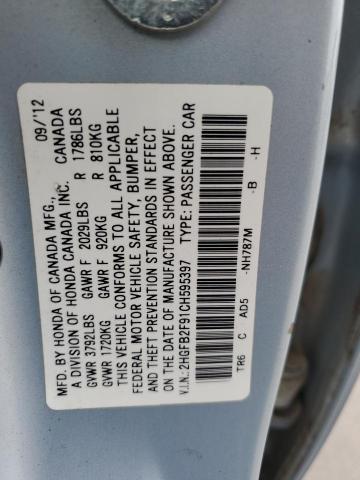 MFD. BY HONDA OF CANADA MFG., 09/'12
A DIVISION OF HONDA CANADA INC. CANADA
GVWR 3792LBS GAWR F 2029LBS R 1786LBS
GVWR 1720KG GAWR F 920KG R 810KG
THIS VEHICLE CONFORMS TO ALL APPLICABLE
FEDERAL MOTOR VEHICLE SAFETY, BUMPER,
AND THEFT PREVENTION STANDARDS IN EFFECT
ON THE DATE OF MANUFACTURE SHOWN ABOVE.
V.I.N.: 2HGFB2F91CH595397 TYPE: PASSENGER CAR
TR6 C AD5 -NH787M -B -H